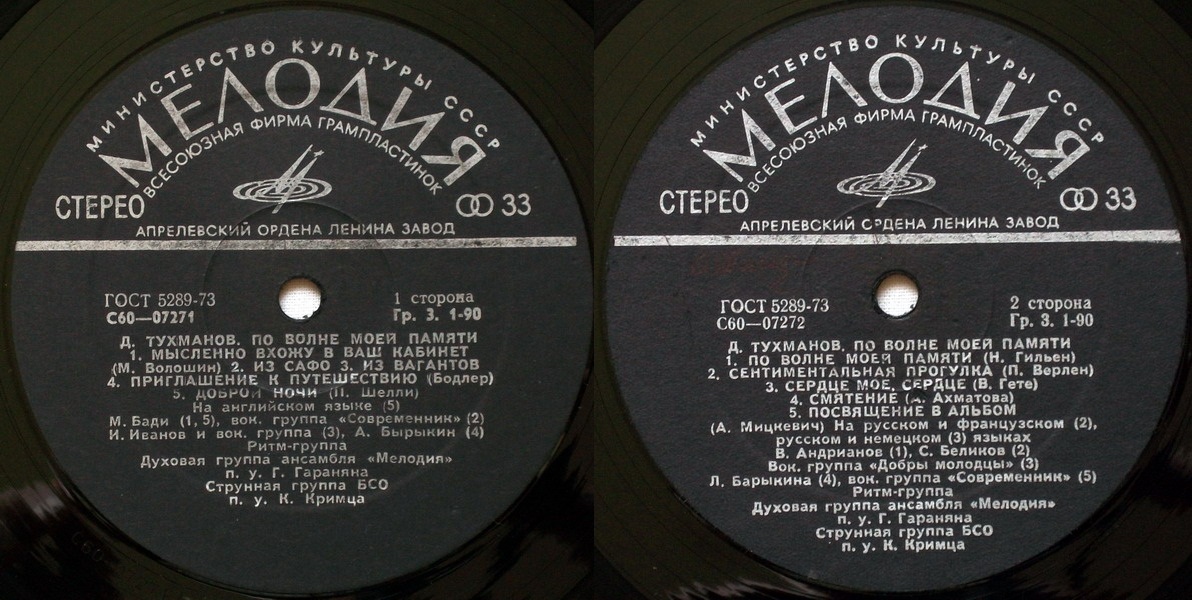 МИНИСТЕРСТВО КУЛЬТУРЫ СССР
МЕЛОДИЯ
ВСЕСОЮЗНАЯ ФИРМА ГРАМПЛАСТИНОК
СТЕРЕО 33
АПРЕЛЕВСКИЙ ОРДЕНА ЛЕНИНА ЗАВОД
ГОСТ 5289-73 1 сторона
С60—07271 Гр. 3. 1-90
Д. ТУХМАНОВ. ПО ВОЛНЕ МОЕЙ ПАМЯТИ
1. МЫСЛЕННО ВХОЖУ В ВАШ КАБИНЕТ
(М. Волошин) 2. ИЗ САФО 3. ИЗ ВАГАНТОВ
4. ПРИГЛАШЕНИЕ К ПУТЕШЕСТВИЮ (Бодлер)
5. ДОБРОЙ НОЧИ (П. Шелли)
На английском языке (5)
М. Бади (1, 5), вок. группа «Современник» (2)
И. Иванов и вок. группа (3), А. Бырыкин (4)
Ритм-группа
Духовая группа ансамбля «Мелодия»
п. у. Г. Гараняна
Струнная группа БСО
п. у. К. Кримца
МИНИСТЕРСТВО КУЛЬТУРЫ СССР
МЕЛОДИЯ
ВСЕСОЮЗНАЯ ФИРМА ГРАМПЛАСТИНОК
СТЕРЕО 33
АПРЕЛЕВСКИЙ ОРДЕНА ЛЕНИНА ЗАВОД
ГОСТ 5289-73 2 сторона
С60—07272 Гр. 3. 1-90
Д. ТУХМАНОВ. ПО ВОЛНЕ МОЕЙ ПАМЯТИ
1. ПО ВОЛНЕ МОЕЙ ПАМЯТИ (Н. Гильен)
2. СЕНТИМЕНТАЛЬНАЯ ПРОГУЛКА (П. Верлен)
3. СЕРДЦЕ МОЕ, СЕРДЦЕ (В. Гете)
4. СМЯТЕНИЕ (А. Ахматова)
5. ПОСВЯЩЕНИЕ В АЛЬБОМ
(А. Мицкевич) На русском и французском (2),
русском и немецком (3) языках
В. Андрианов (1), С. Беликов (2)
Вок. группа «Добры молодцы» (3)
Л. Барыкина (4), вок. группа «Современник» (5)
Ритм-группа
Духовая группа ансамбля «Мелодия»
п. у. Г. Гараняна
Струнная группа БСО
п. у. К. Кримца